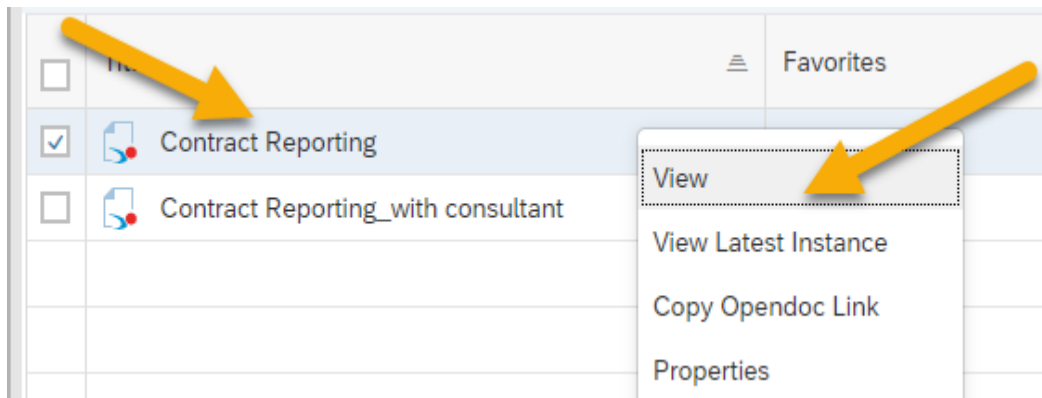 Favorites
Contract Reporting
View
Contract Reporting_with consultant
View Latest Instance
Copy Opendoc Link
Properties